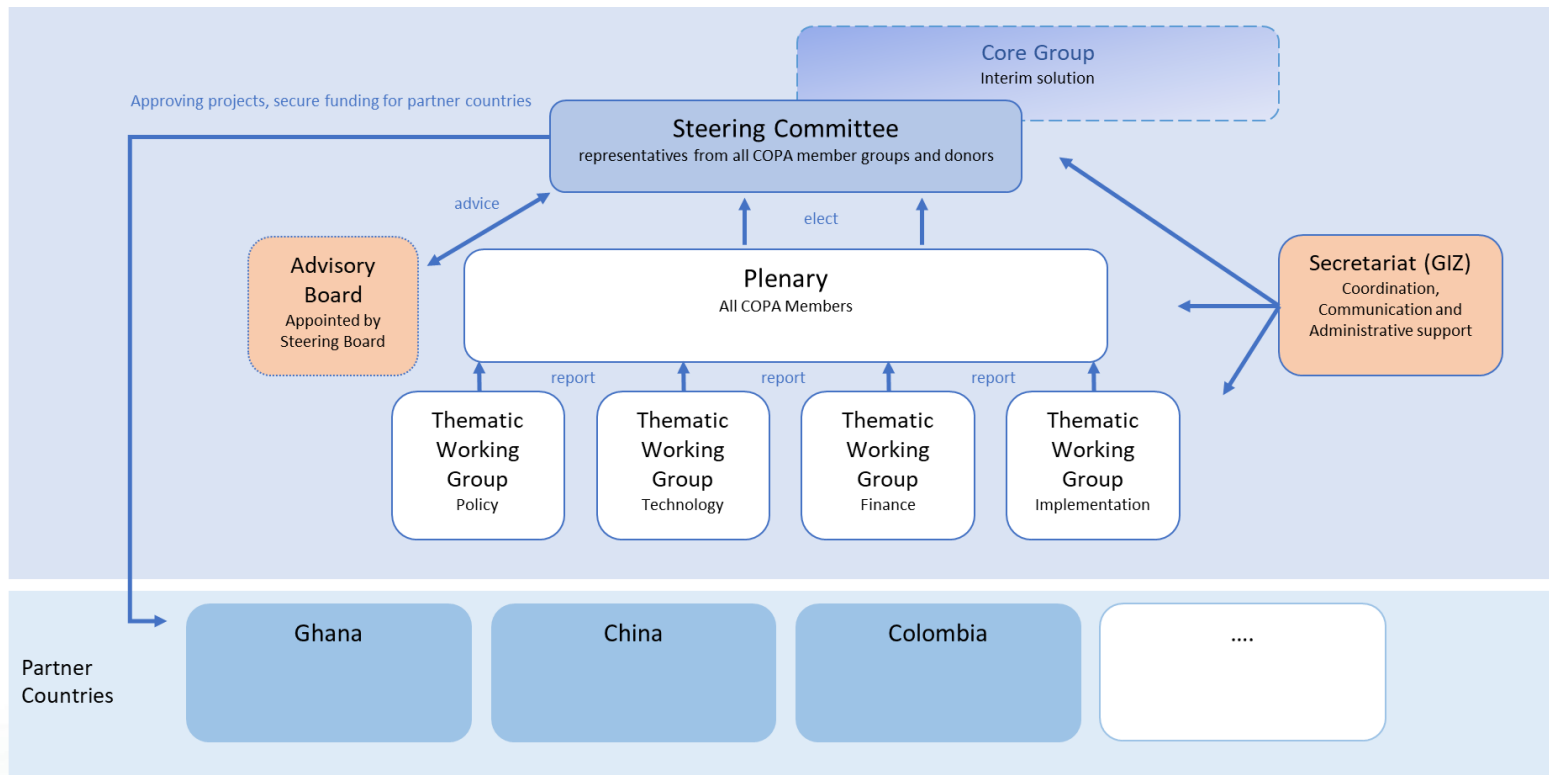 Core Group
Interim solution
Approving projects, secure funding for partner countries
Steering Committee
representatives from all COPA member groups and donors
advice
elect
Advisory
Board
Appointed by
Steering Board
Plenary
All COPA Members
Secretariat (GIZ)
Coordination,
Communication and
Administrative support
report
report
report
Thematic
Working
Group
Policy
Thematic
Working
Group
Technology
Thematic
Working
Group
Finance
Thematic
Working
Group
Implementation
Partner
Countries
Ghana
China
Colombia
....